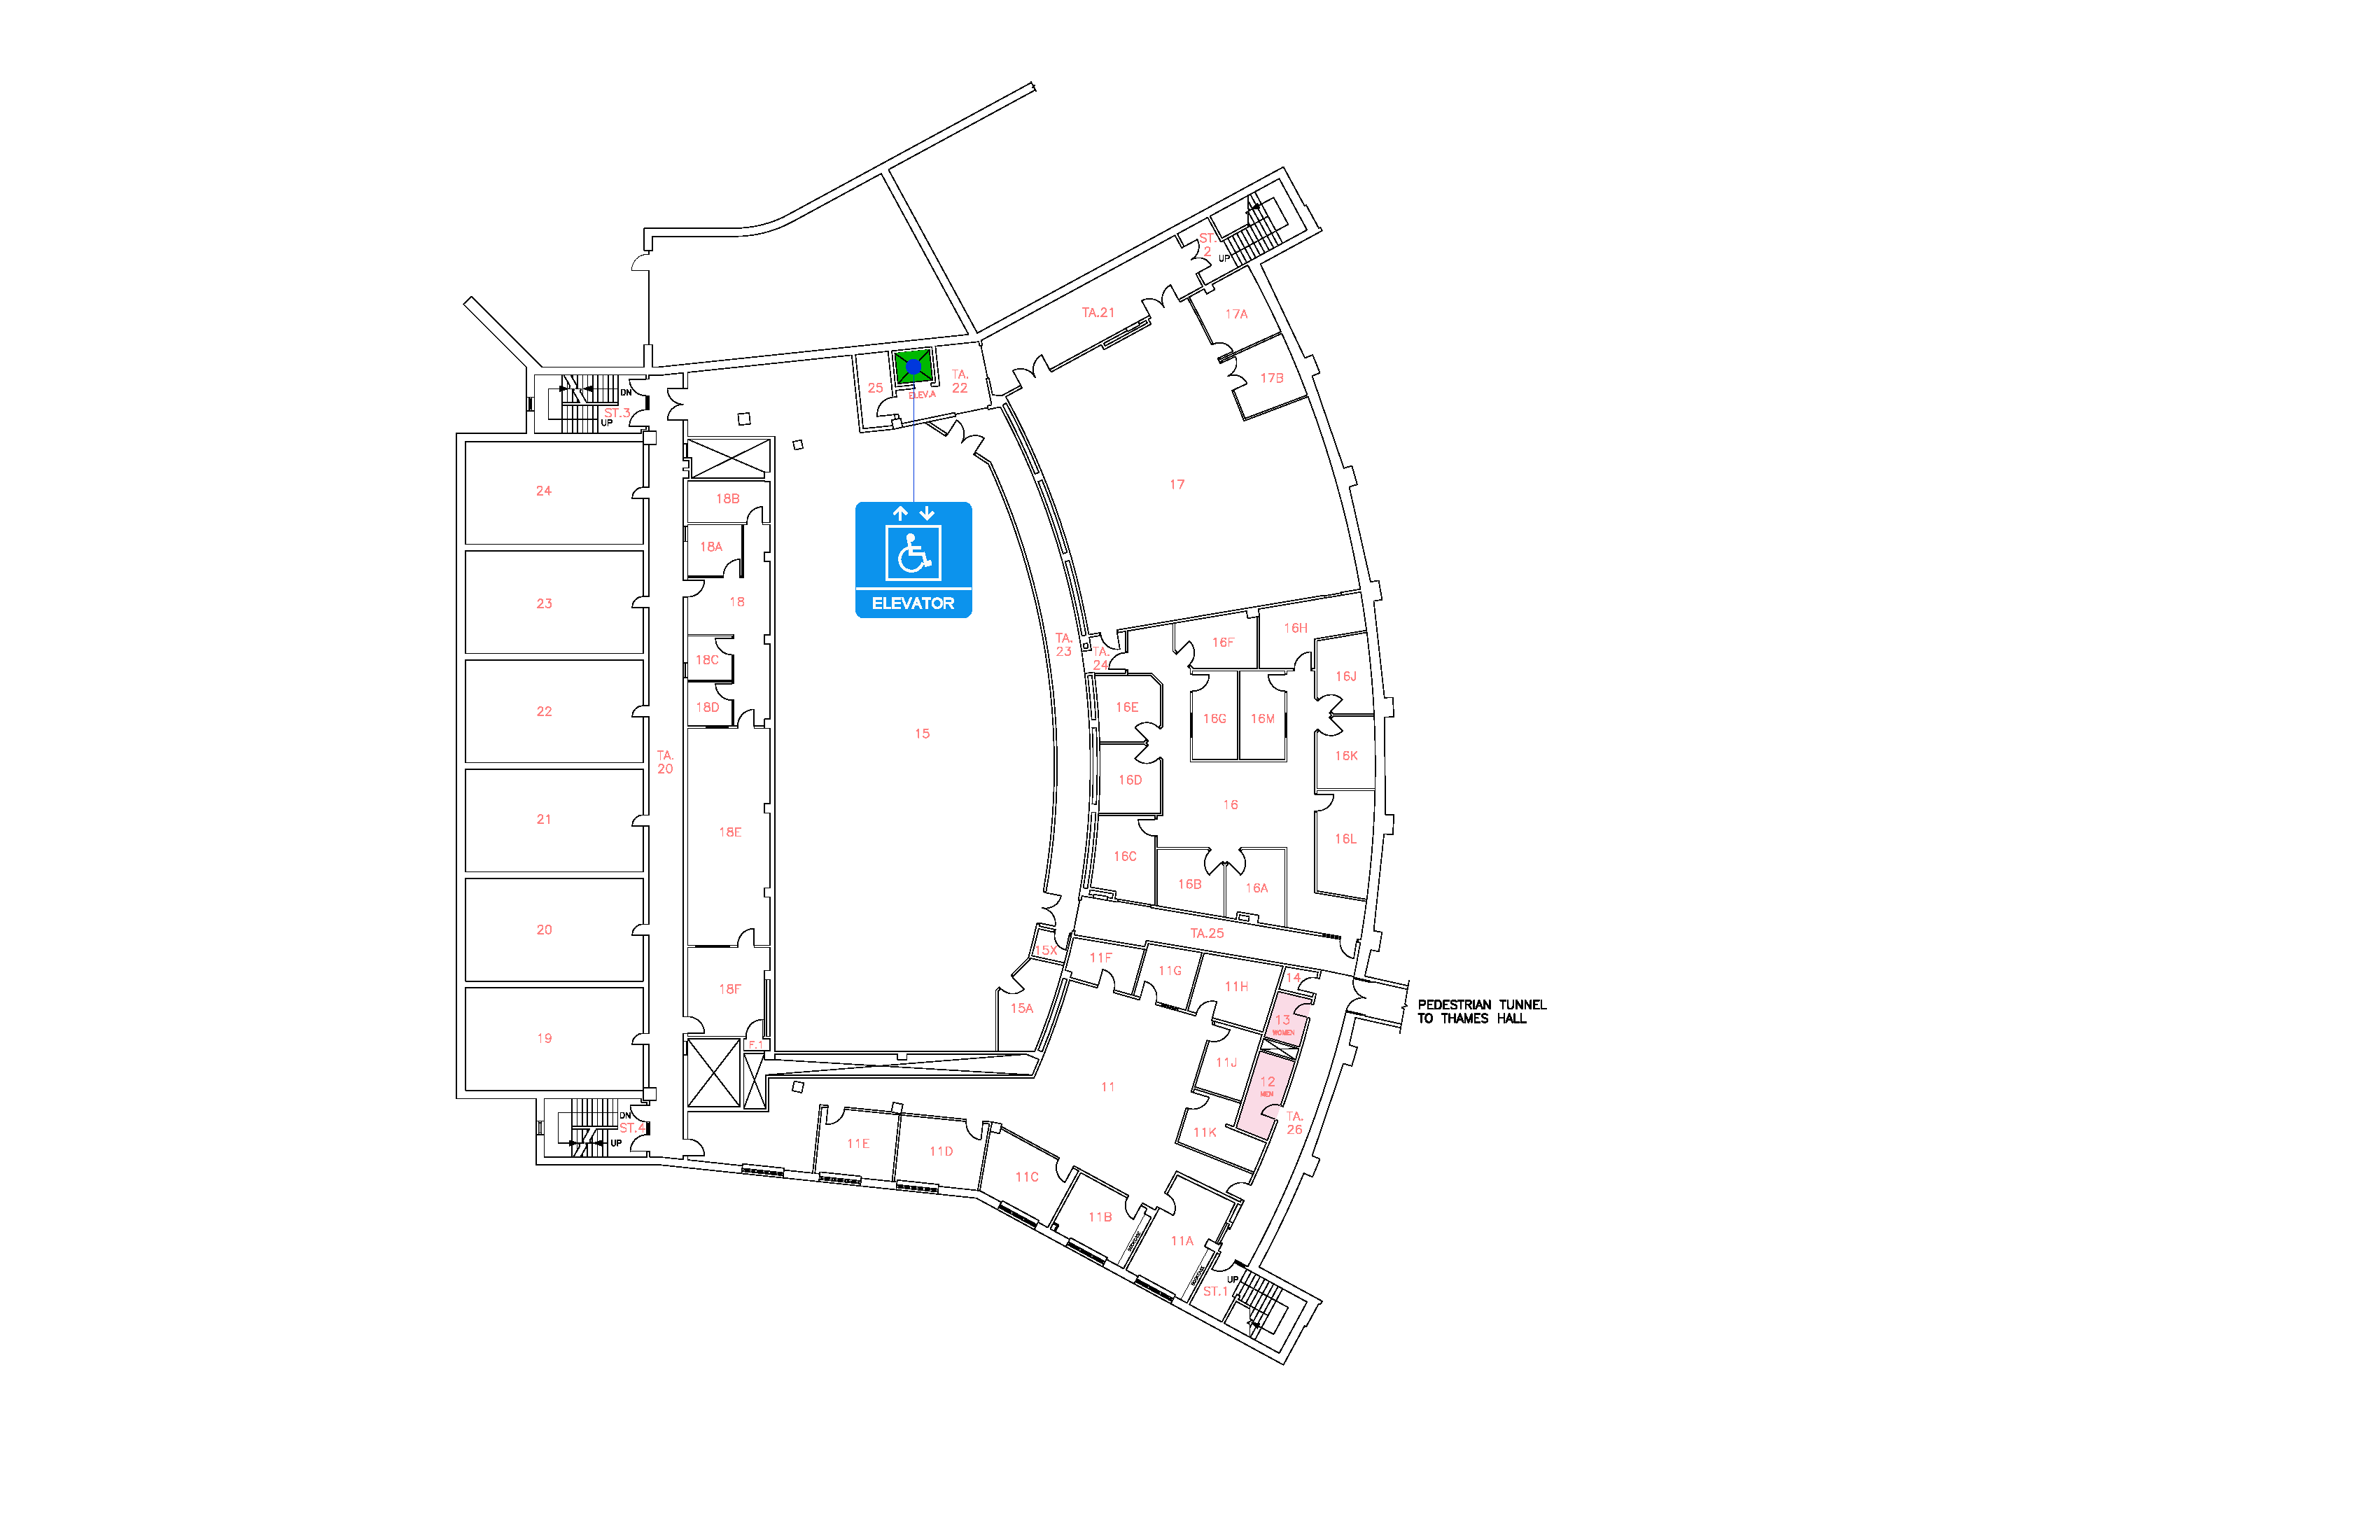 ST.
2
UP
TA.21
17A
17B
TA.
22
25
ELEV.A
DN
ST.3
UP
24
18B
17
18A
ELEVATOR
23
18
TA.
23
TA.
24
16F
16H
18C
16J
22
18D
16E
16G
16M
15
TA.
20
16D
16K
16
21
18E
16L
16C
16B
16A
20
TA.25
15X
11F
11G
14
18F
11H
15A
PEDESTRIAN TUNNEL
TO THAMES HALL
13
WOMEN
19
F.1
11J
11
12
MEN
DN
ST.4
UP
TA.
26
11K
11E
11D
11C
11B
11A
UP
ST.1